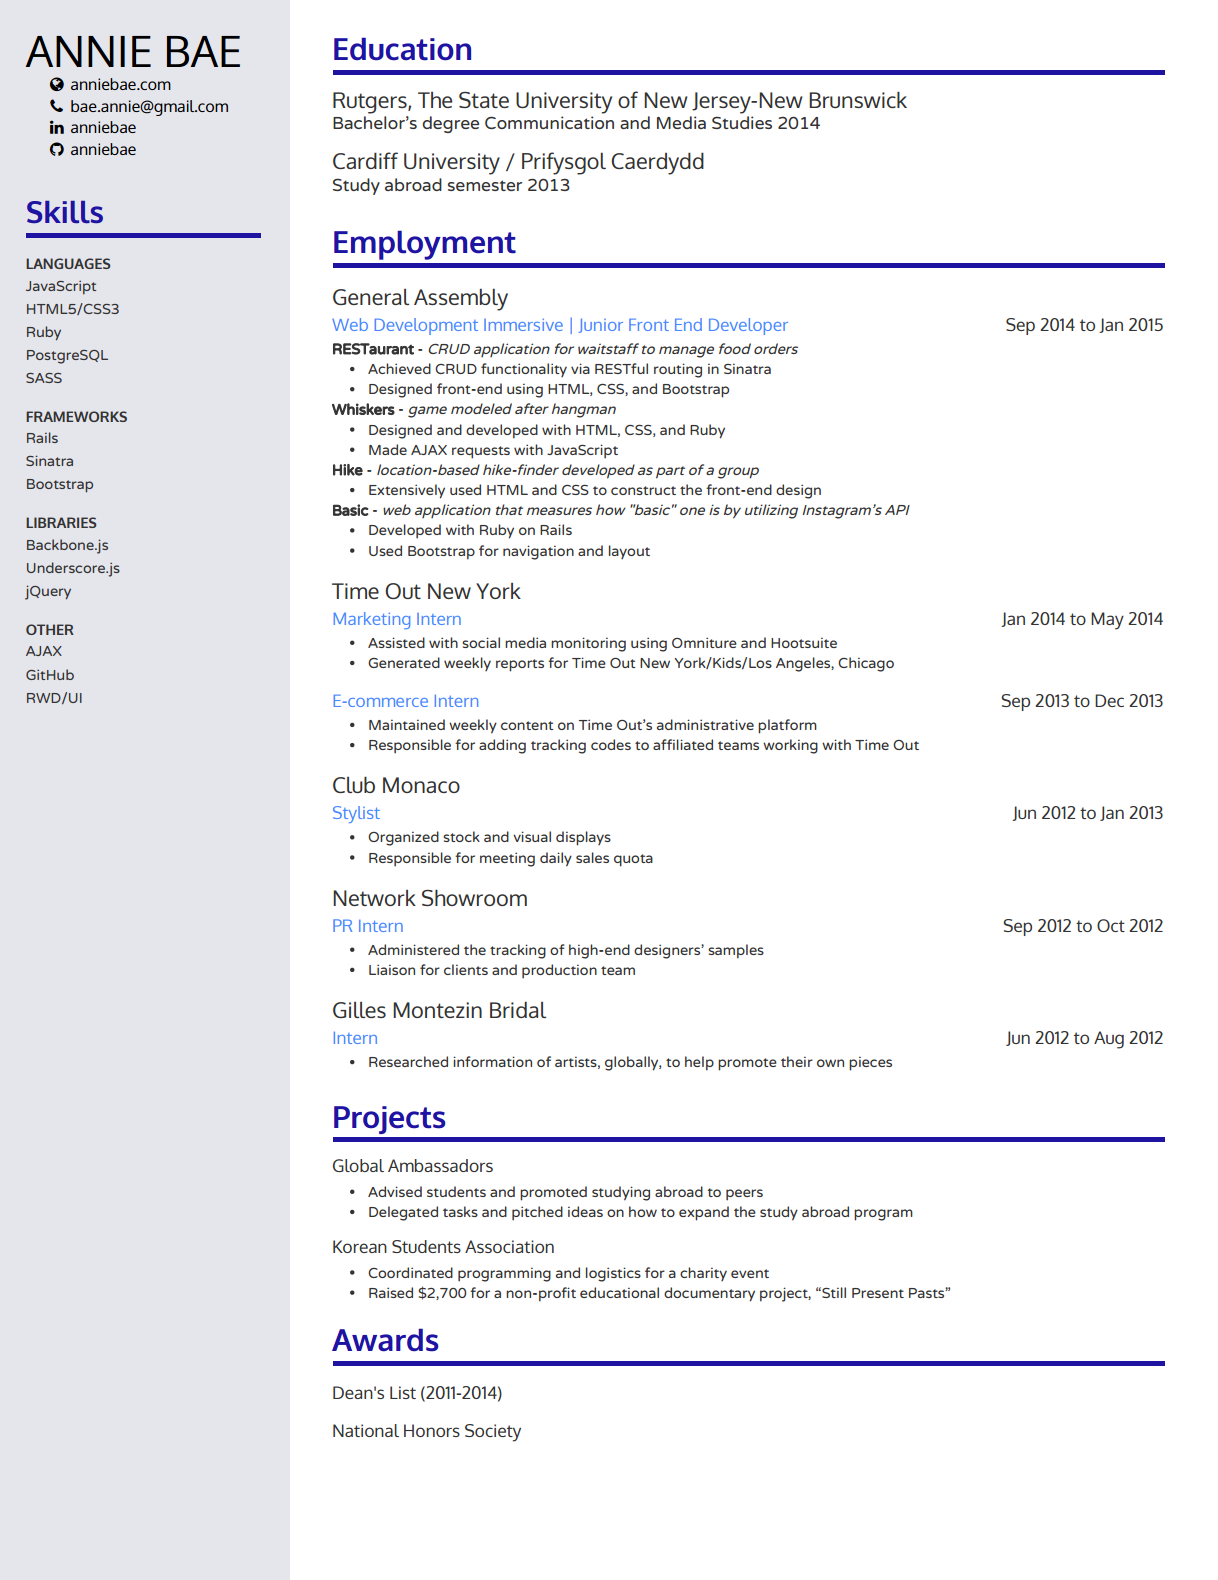 ANNIE BAE
anniebae.com
bae.annie@gmail.com
anniebae
anniebae
Skills
LANGUAGES
JavaScript
HTML5/CSS3
Ruby
PostgreSQL
SASS
FRAMEWORKS
Rails
Sinatra
Bootstrap
LIBRARIES
Backbone.js
Underscore.js
jQuery
OTHER
AJAX
GitHub
RWD/UI
Education
Rutgers, The State University of New Jersey-New Brunswick
Bachelor's degree Communication and Media Studies 2014
Cardiff University / Prifysgol Caerdydd
Study abroad semester 2013
Employment
General Assembly
Web Development Immersive | Junior Front End Developer Sep 2014 to Jan 2015
RESTaurant - CRUD application for waitstaff to manage food orders
• Achieved CRUD functionality via RESTful routing in Sinatra
• Designed front-end using HTML, CSS, and Bootstrap
Whiskers - game modeled after hangman
• Designed and developed with HTML, CSS, and Ruby
• Made AJAX requests with JavaScript
Hike - location-based hike-finder developed as part of a group
• Extensively used HTML and CSS to construct the front-end design
Basic - web application that measures how "basic" one is by utilizing Instagram's API
• Developed with Ruby on Rails
• Used Bootstrap for navigation and layout
Time Out New York
Marketing Intern Jan 2014 to May 2014
• Assisted with social media monitoring using Omniture and Hootsuite
• Generated weekly reports for Time Out New York/Kids/Los Angeles, Chicago
E-commerce Intern Sep 2013 to Dec 2013
• Maintained weekly content on Time Out's administrative platform
• Responsible for adding tracking codes to affiliated teams working with Time Out
Club Monaco
Stylist Jun 2012 to Jan 2013
• Organized stock and visual displays
• Responsible for meeting daily sales quota
Network Showroom
PR Intern Sep 2012 to Oct 2012
• Administered the tracking of high-end designers' samples
• Liaison for clients and production team
Gilles Montezin Bridal
Intern Jun 2012 to Aug 2012
• Researched information of artists, globally, to help promote their own pieces
Projects
Global Ambassadors
• Advised students and promoted studying abroad to peers
• Delegated tasks and pitched ideas on how to expand the study abroad program
Korean Students Association
• Coordinated programming and logistics for a charity event
• Raised $2,700 for a non-profit educational documentary project, “Still Present Pasts”
Awards
Dean's List (2011-2014)
National Honors Society